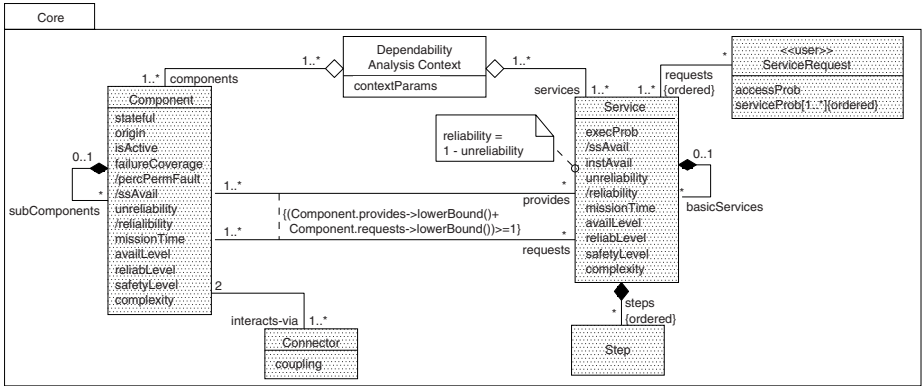 Core
Dependability
Analysis Context
contextParams
1..*
1..*
1..*
components
services
1..*
Component
stateful
origin
isActive
failureCoverage
/percPermFault
/ssAvail
unreliability
/relialibility
missionTime
availLevel
reliabLevel
safetyLevel
complexity
0..1
*
subComponents
reliability =
1 - unreliability
1..*
*
provides
{(Component.provides->lowerBound()+
Component.requests->lowerBound())>=1}
1..*
*
requests
2
interacts-via
1..*
Connector
coupling
Service
execProb
/ssAvail
instAvail
unreliability
/reliability
missionTime
availLevel
reliabLevel
safetyLevel
complexity
0..1
*
basicServices
1..*
requests
{ordered}
*
<<user>>
ServiceRequest
accessProb
serviceProb[1..*]{ordered}
steps
*
{ordered}
Step